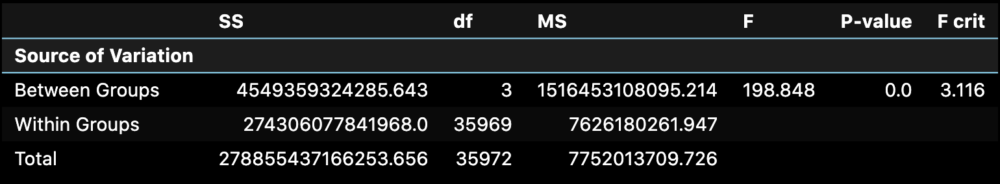 SS df MS F P-value F crit
Source of Variation
Between Groups 4549359324285.643 3 1516453108095.214 198.848 0.0 3.116
Within Groups 274306077841968.0 35969 7626180261.947
Total 278855437166253.656 35972 7752013709.726